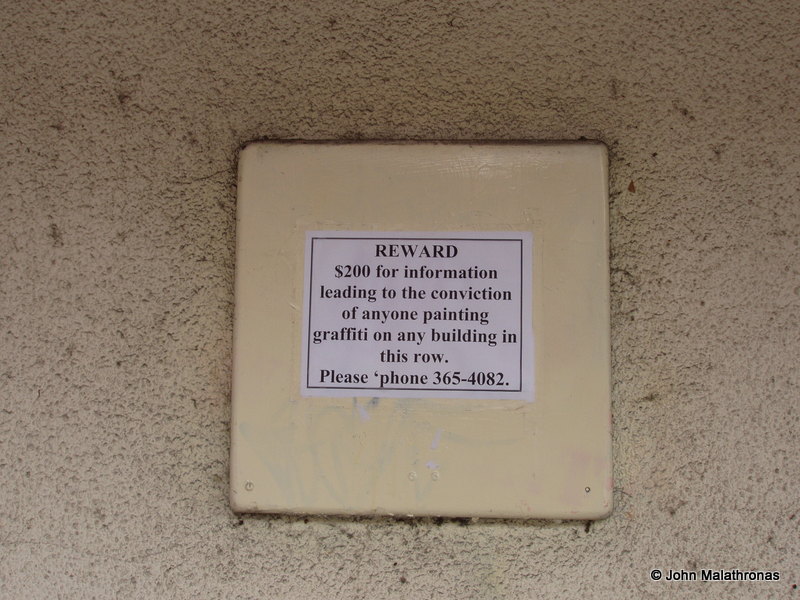 REWARD
$200 for information
leading to the conviction
of anyone painting
graffiti on any building in
this row.
Please ‘phone 365-4082.
© John Malathronas